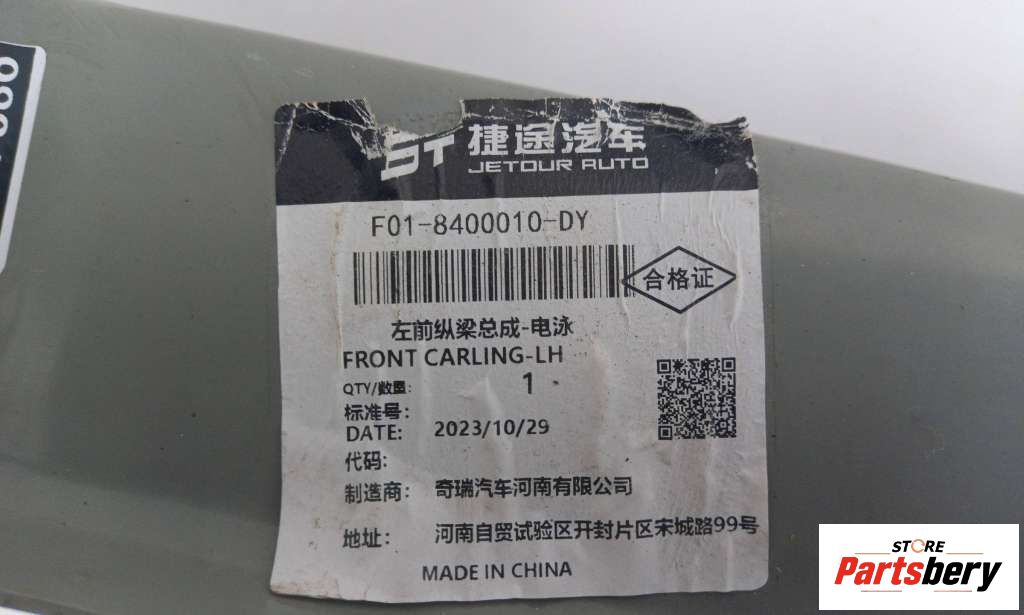 捷途汽车
JETOUR AUTO
F01-8400010-DY
合格证
左前纵梁总成-电泳
FRONT CARLING-LH
QTY/数量: 1
标准号:
DATE: 2023/10/29
代码:
制造商: 奇瑞汽车河南有限公司
地址: 河南自贸试验区开封片区宋城路99号
MADE IN CHINA
STORE
Partsbery